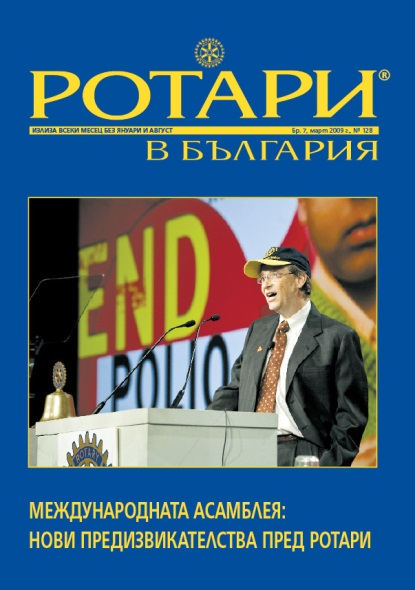 РОТАРИ®
ИЗЛИЗА ВСЕКИ МЕСЕЦ БЕЗ ЯНУАРИ И АВГУСТ
Бр. 7, март 2009 г., № 128
В БЪЛГАРИЯ
END
POLIO
ROTARY
МЕЖДУНАРОДНАТА АСАМБЛЕЯ:
НОВИ ПРЕДИЗВИКАТЕЛСТВА ПРЕД РОТАРИ